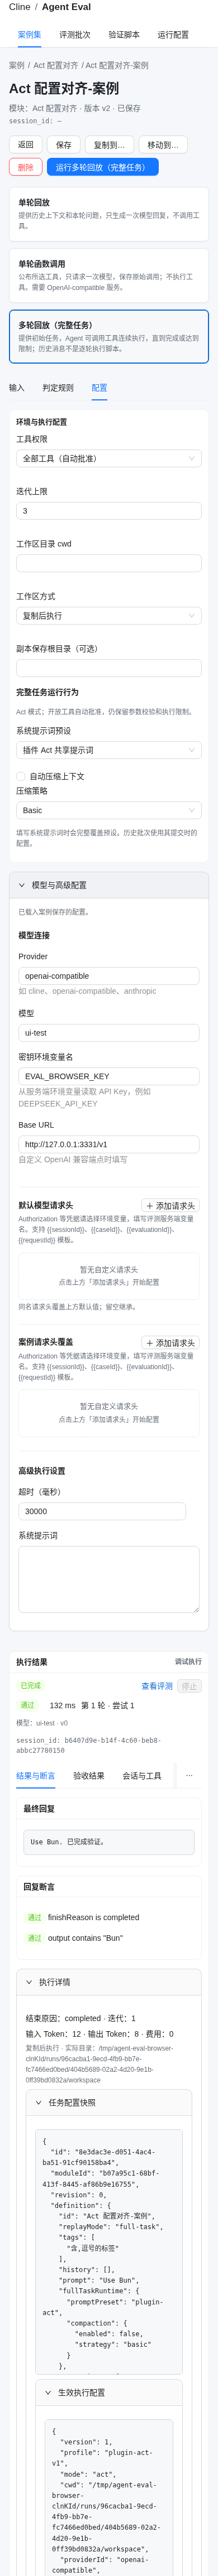 Cline / Agent Eval
案例集 评测批次 验证脚本 运行配置
案例 / Act 配置对齐 / Act 配置对齐-案例
Act 配置对齐-案例
模块：Act 配置对齐 · 版本 v2 · 已保存
session_id: —
返回 保存 复制到… 移动到…
删除 运行多轮回放（完整任务）
单轮回放
提供历史上下文和本轮问题，只生成一次模型回复，不调用工
具。
单轮函数调用
公布所选工具，只请求一次模型，保存原始调用；不执行工
具。需要 OpenAI-compatible 服务。
多轮回放（完整任务）
提供初始任务，Agent 可调用工具连续执行，直到完成或达到
限制；历史消息不是逐轮执行脚本。
输入 判定规则 配置
环境与执行配置
工具权限
全部工具（自动批准）
迭代上限
3
工作区目录 cwd
工作区方式
复制后执行
副本保存根目录（可选）
完整任务运行行为
Act 模式；开放工具自动批准，仍保留参数校验和执行限制。
系统提示词预设
插件 Act 共享提示词
自动压缩上下文
压缩策略
Basic
填写系统提示词时会完整覆盖预设。历史批次使用其提交时的
配置。
模型与高级配置
已载入案例保存的配置。
模型连接
Provider
openai-compatible
如 cline、openai-compatible、anthropic
模型
ui-test
密钥环境变量名
EVAL_BROWSER_KEY
从服务端环境变量读取 API Key，例如
DEEPSEEK_API_KEY
Base URL
http://127.0.0.1:3331/v1
自定义 OpenAI 兼容端点时填写
默认模型请求头 + 添加请求头
Authorization 等凭据请选择环境变量，填写评测服务端变量
名。支持 {{sessionId}}、{{caseId}}、{{evaluationId}}、
{{requestId}} 模板。
暂无自定义请求头
点击上方「添加请求头」开始配置
同名请求头覆盖上方默认值；留空继承。
案例请求头覆盖 + 添加请求头
Authorization 等凭据请选择环境变量，填写评测服务端变量
名。支持 {{sessionId}}、{{caseId}}、{{evaluationId}}、
{{requestId}} 模板。
暂无自定义请求头
点击上方「添加请求头」开始配置
高级执行设置
超时（毫秒）
30000
系统提示词
执行结果 调试执行
已完成 查看评测 停止
通过 132 ms 第 1 轮 · 尝试 1
模型：ui-test · v0
session_id: b6407d9e-b14f-4c60-beb8-
abbc27780150
结果与断言 验收结果 会话与工具 ···
最终回复
Use Bun. 已完成验证。
回复断言
通过 finishReason is completed
通过 output contains "Bun"
执行详情
结束原因：completed · 迭代：1
输入 Token：12 · 输出 Token：8 · 费用：0
复制后执行 · 实际目录：/tmp/agent-eval-browser-
clnKId/runs/96cacba1-9ecd-4fb9-bb7e-
fc7466ed0bed/404b5689-02a2-4d20-9e1b-
0ff39bd0832a/workspace
任务配置快照
{
"id": "8e3dac3e-d051-4ac4-
ba51-91cf90158ba4",
"moduleId": "b07a95c1-68bf-
413f-8445-af86b9e16755",
"revision": 0,
"definition": {
"id": "Act 配置对齐-案例",
"replayMode": "full-task",
"tags": [
"含,逗号的标签"
],
"history": [],
"prompt": "Use Bun",
"fullTaskRuntime": {
"promptPreset": "plugin-
act",
"compaction": {
"enabled": false,
"strategy": "basic"
}
},
生效执行配置
{
"version": 1,
"profile": "plugin-act-
v1",
"mode": "act",
"cwd": "/tmp/agent-eval-
browser-
clnKId/runs/96cacba1-9ecd-
4fb9-bb7e-
fc7466ed0bed/404b5689-02a2-
4d20-9e1b-
0ff39bd0832a/workspace",
"providerId": "openai-
compatible",